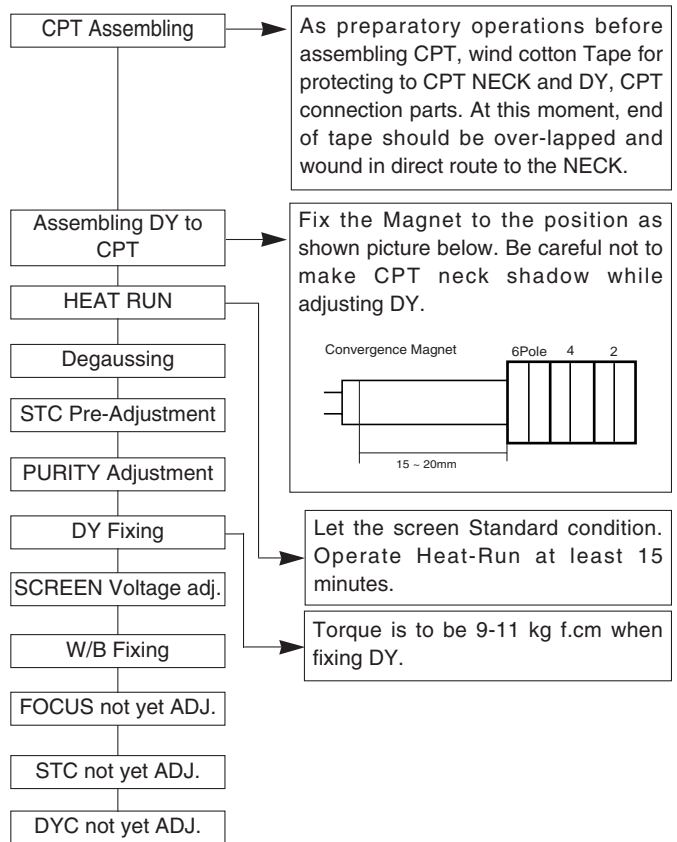 CPT Assembling
As preparatory operations before
assembling CPT, wind cotton Tape for
protecting to CPT NECK and DY, CPT
connection parts. At this moment, end
of tape should be over-lapped and
wound in direct route to the NECK.
Assembling DY to
CPT
Fix the Magnet to the position as
shown picture below. Be careful not to
make CPT neck shadow while
adjusting DY.
Convergence Magnet
6Pole 4 2
15 ~ 20mm
HEAT RUN
Degaussing
STC Pre-Adjustment
PURITY Adjustment
DY Fixing
Let the screen Standard condition.
Operate Heat-Run at least 15
minutes.
SCREEN Voltage adj.
Torque is to be 9-11 kg f.cm when
fixing DY.
W/B Fixing
FOCUS not yet ADJ.
STC not yet ADJ.
DYC not yet ADJ.